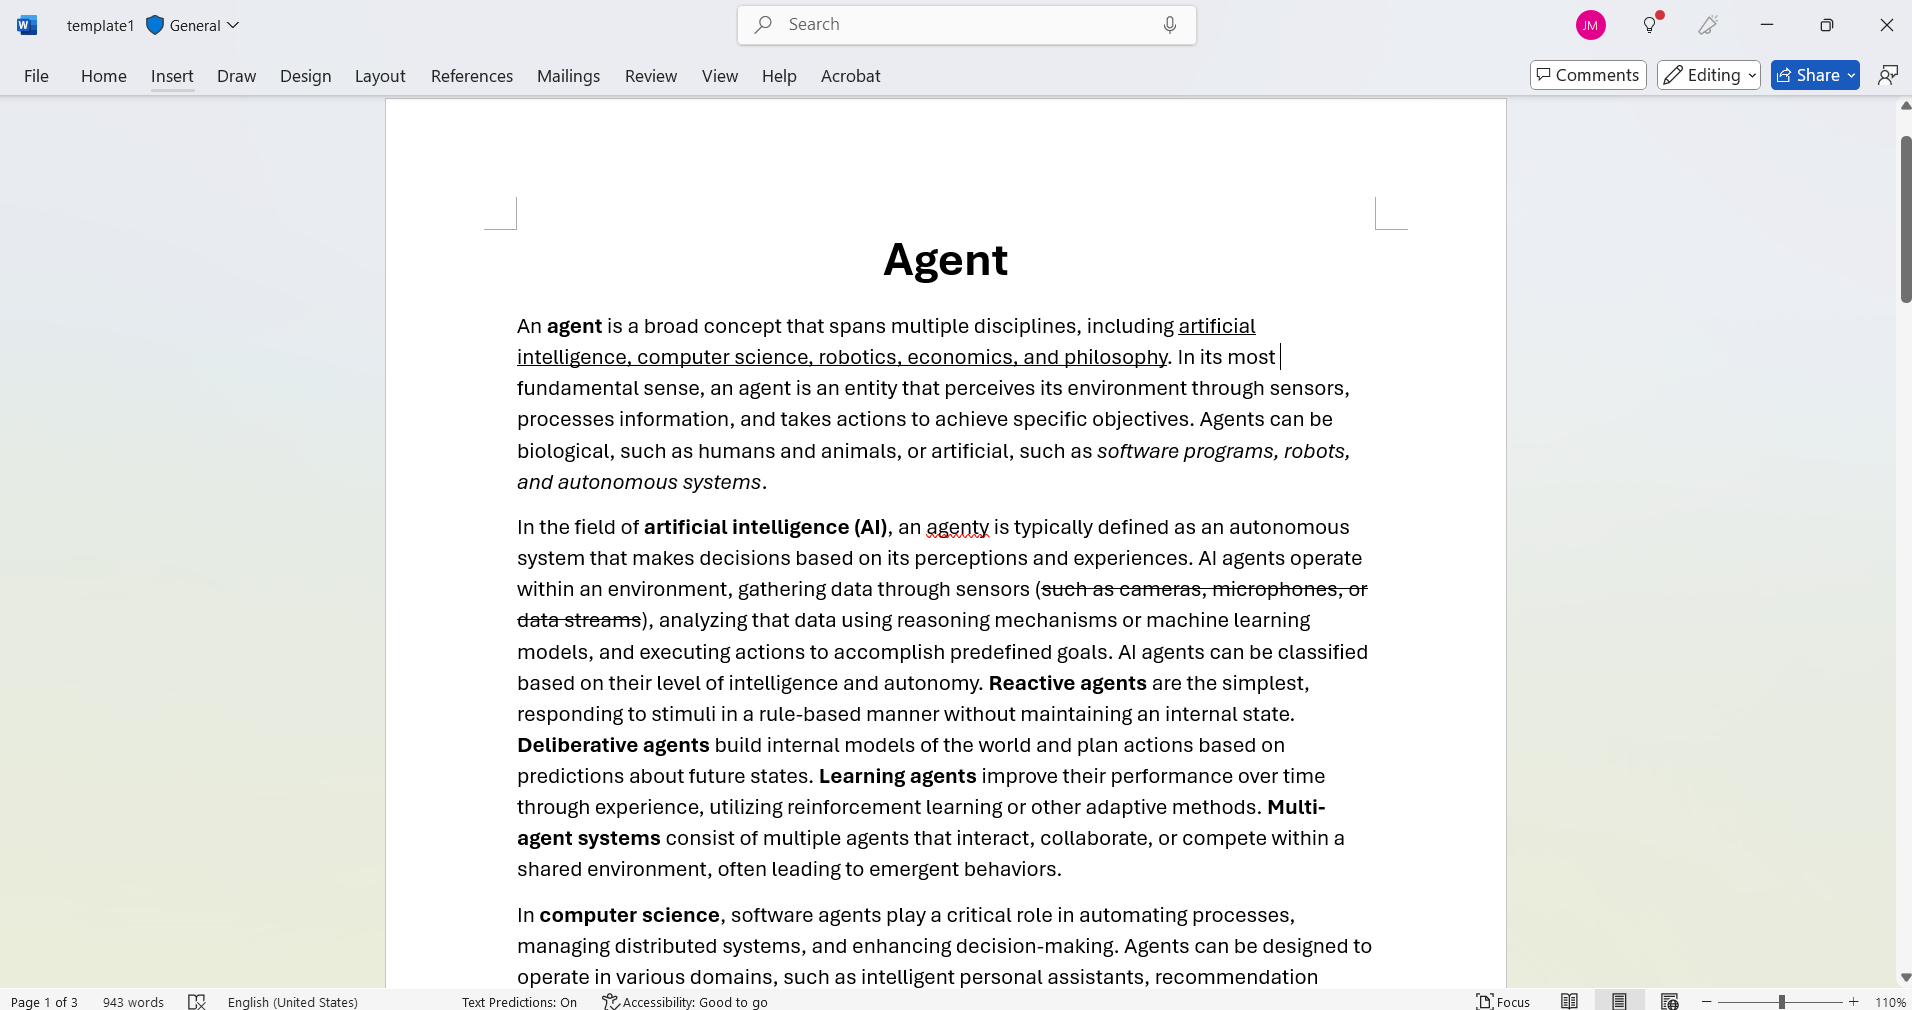 template1 General Search JM
File Home Insert Draw Design Layout References Mailings Review View Help Acrobat Comments Editing Share
Agent
An agent is a broad concept that spans multiple disciplines, including artificial
intelligence, computer science, robotics, economics, and philosophy. In its most
fundamental sense, an agent is an entity that perceives its environment through sensors,
processes information, and takes actions to achieve specific objectives. Agents can be
biological, such as humans and animals, or artificial, such as software programs, robots,
and autonomous systems.
In the field of artificial intelligence (AI), an agenty is typically defined as an autonomous
system that makes decisions based on its perceptions and experiences. AI agents operate
within an environment, gathering data through sensors (such as cameras, microphones, or
data streams), analyzing that data using reasoning mechanisms or machine learning
models, and executing actions to accomplish predefined goals. AI agents can be classified
based on their level of intelligence and autonomy. Reactive agents are the simplest,
responding to stimuli in a rule-based manner without maintaining an internal state.
Deliberative agents build internal models of the world and plan actions based on
predictions about future states. Learning agents improve their performance over time
through experience, utilizing reinforcement learning or other adaptive methods. Multi-
agent systems consist of multiple agents that interact, collaborate, or compete within a
shared environment, often leading to emergent behaviors.
In computer science, software agents play a critical role in automating processes,
managing distributed systems, and enhancing decision-making. Agents can be designed to
operate in various domains, such as intelligent personal assistants, recommendation
Page 1 of 3 943 words English (United States) Text Predictions: On Accessibility: Good to go Focus 110%